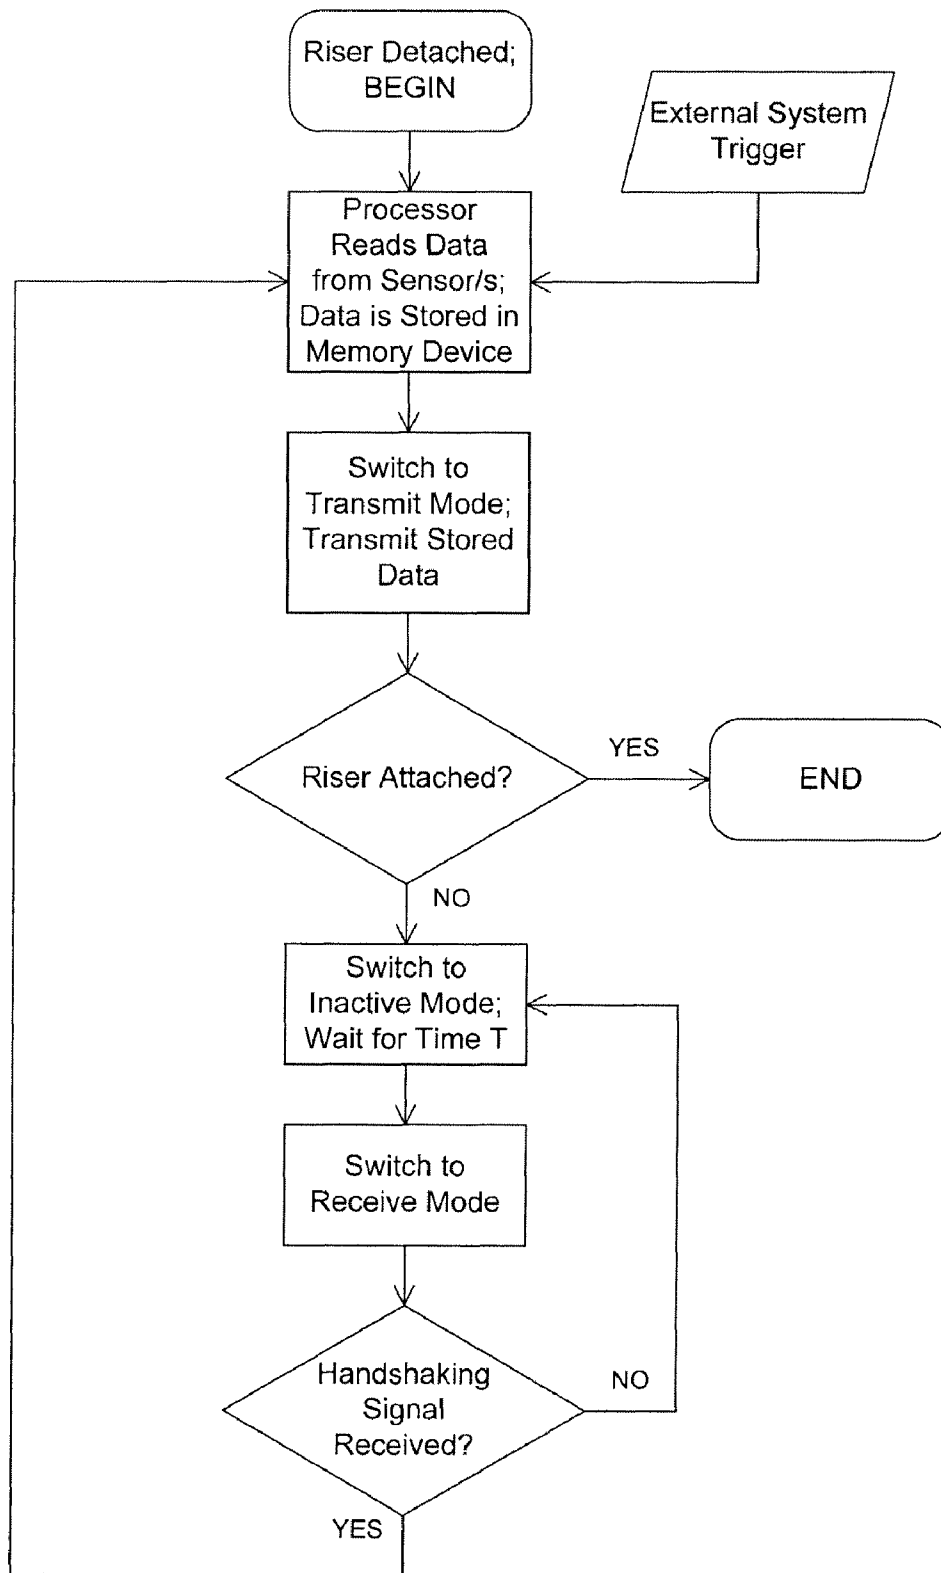 Riser Detached;
BEGIN
External System
Trigger
Processor
Reads Data
from Sensor/s;
Data is Stored in
Memory Device
Switch to
Transmit Mode;
Transmit Stored
Data
Riser Attached?
YES
END
NO
Switch to
Inactive Mode;
Wait for Time T
Switch to
Receive Mode
Handshaking
Signal
Received?
NO
YES